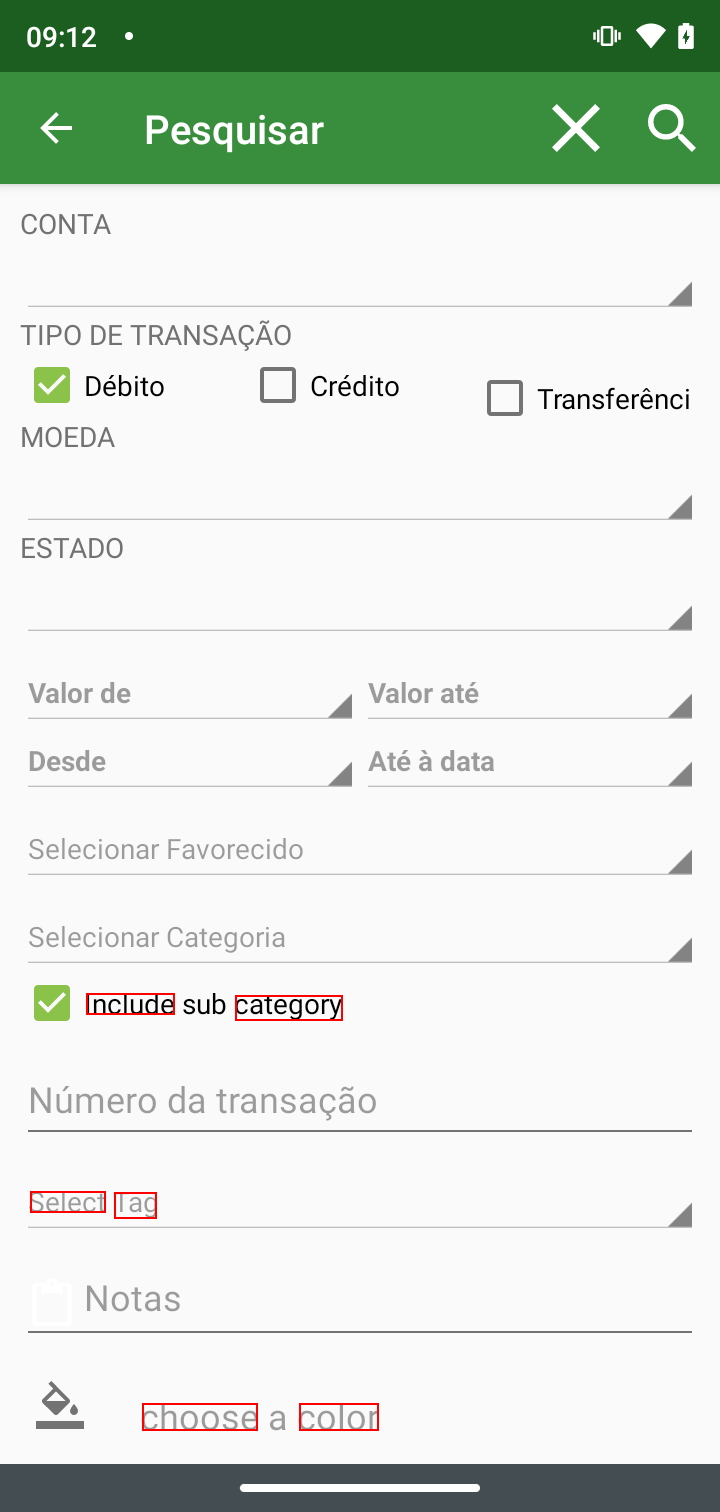 09:12
Pesquisar
CONTA
TIPO DE TRANSAÇÃO
Débito Crédito Transferênci
MOEDA
ESTADO
Valor de Valor até
Desde Até à data
Selecionar Favorecido
Selecionar Categoria
Include sub category
Número da transação
Select Tag
Notas
choose a color